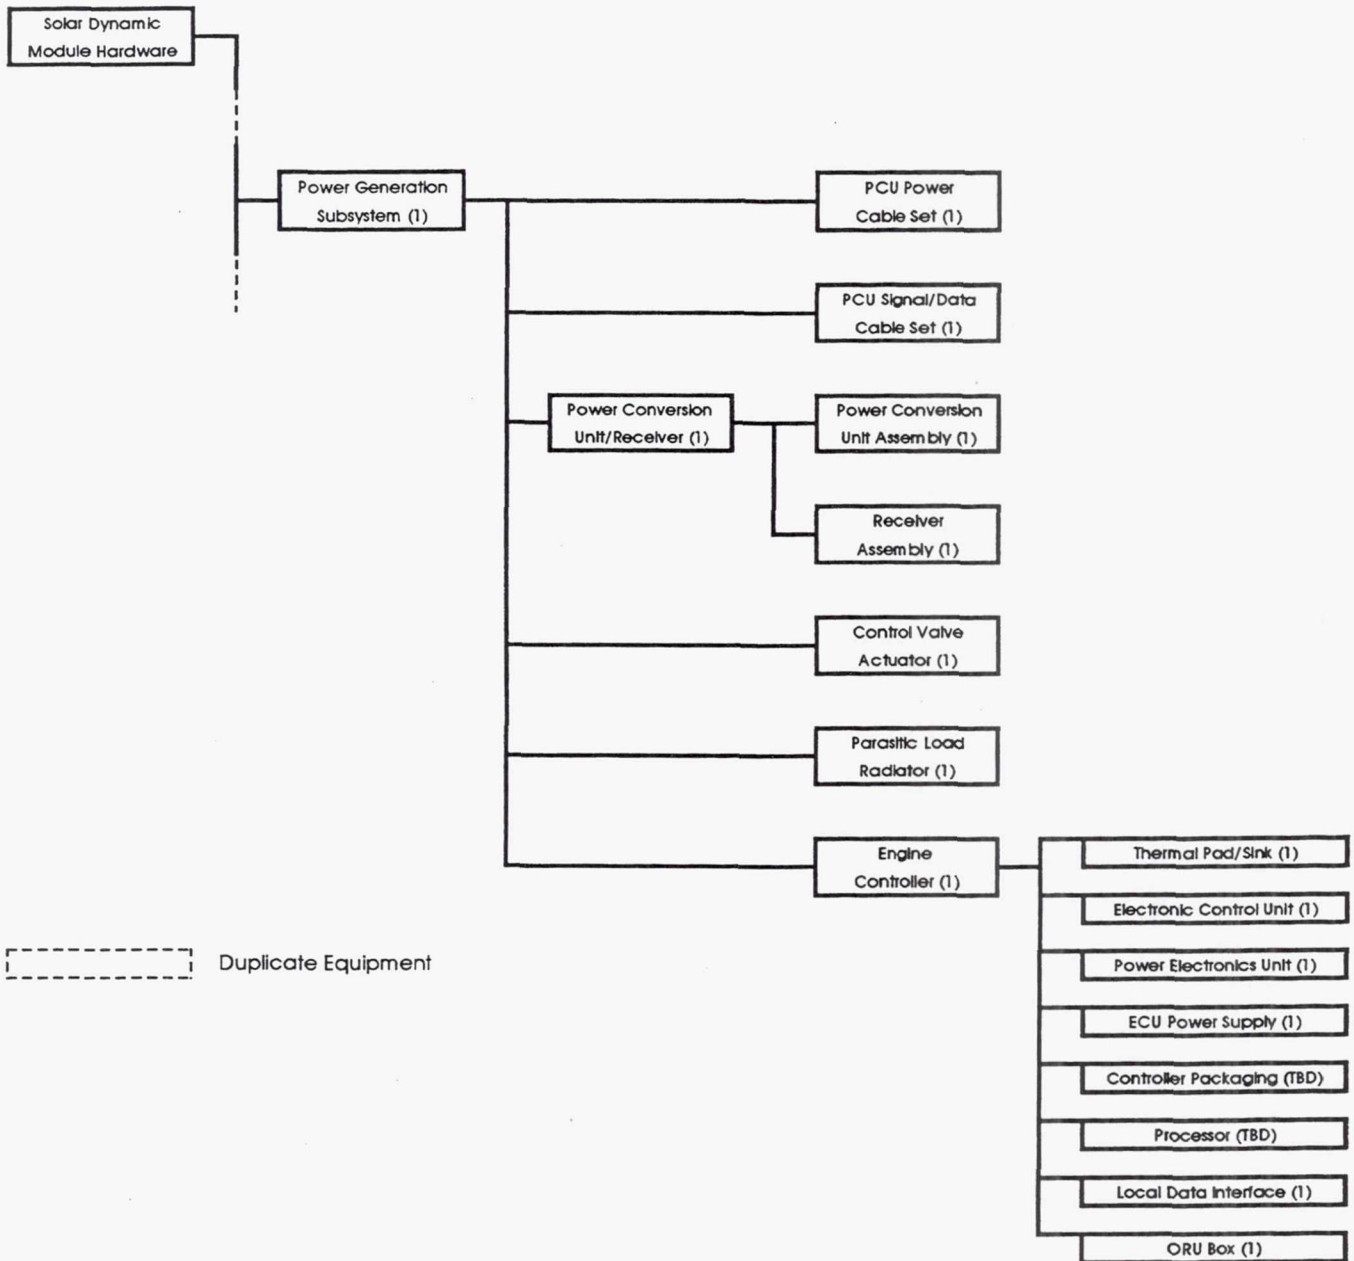 Solar Dynamic
Module Hardware
Power Generation
Subsystem (1)
PCU Power
Cable Set (1)
PCU Signal/Data
Cable Set (1)
Power Conversion
Unit/Receiver (1)
Power Conversion
Unit Assembly (1)
Receiver
Assembly (1)
Control Valve
Actuator (1)
Parasitic Load
Radiator (1)
Engine
Controller (1)
Thermal Pad/Sink (1)
Electronic Control Unit (1)
Power Electronics Unit (1)
ECU Power Supply (1)
Controller Packaging (TBD)
Processor (TBD)
Local Data Interface (1)
ORU Box (1)
Duplicate Equipment